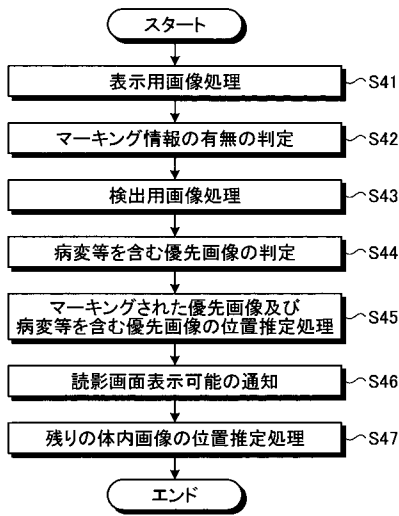 スタート
表示用画像処理
S41
マーキング情報の有無の判定
S42
検出用画像処理
S43
病変等を含む優先画像の判定
S44
マーキングされた優先画像及び
病変等を含む優先画像の位置推定処理
S45
読影画面表示可能の通知
S46
残りの体内画像の位置推定処理
S47
エンド